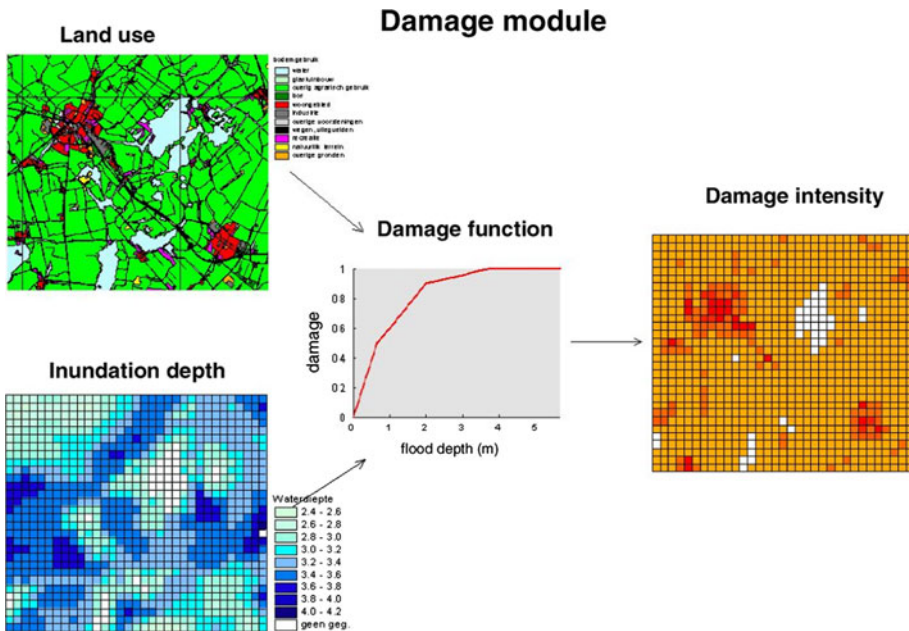 Damage module
Land use
bodemgebruik
water
glastuinbouw
overig agrarisch gebruik
bos
woongebied
industrie
overige voorzieningen
wegen, vliegvelden
recreatie
natuurlijk terrein
overige gronden
Damage function
damage
1
0 8
0 6
0 4
0 2
0
0 1 2 3 4 5
flood depth (m)
Damage intensity
Inundation depth
Waterdiepte
2.4 - 2.6
2.6 - 2.8
2.8 - 3.0
3.0 - 3.2
3.2 - 3.4
3.4 - 3.6
3.6 - 3.8
3.8 - 4.0
4.0 - 4.2
geen geg.